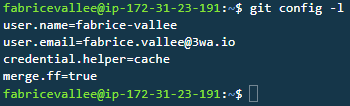 fabricevallee@ip-172-31-23-191:~$ git config -l
user.name=fabrice-vallee
user.email=fabrice.vallee@3wa.io
credential.helper=cache
merge.ff=true
fabricevallee@ip-172-31-23-191:~$